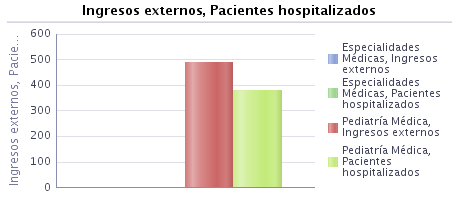 Ingresos externos, Pacientes hospitalizados
Ingresos externos, Pacie...
600
500
400
300
200
100
0
Especialidades
Médicas, Ingresos
externos
Especialidades
Médicas, Pacientes
hospitalizados
Pediatría Médica,
Ingresos externos
Pediatría Médica,
Pacientes
hospitalizados